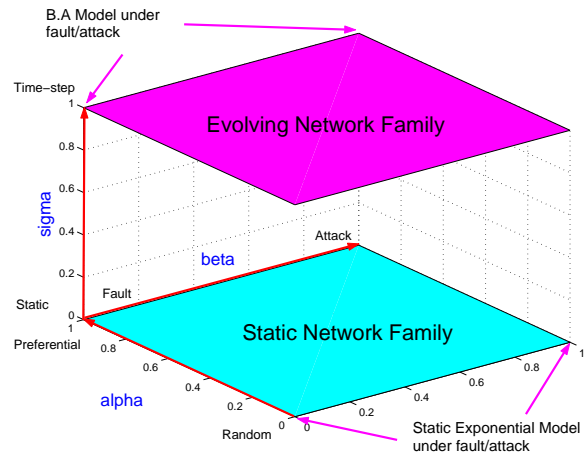 B.A Model under
fault/attack
Time−step
1
0.8
0.6
0.4
0.2
0
sigma
Evolving Network Family
Attack
beta
Fault
Static
1
Preferential
0.8
0.6
0.4
0.2
0
alpha
Random
Static Network Family
0
0.2
0.4
0.6
0.8
1
Static Exponential Model
under fault/attack